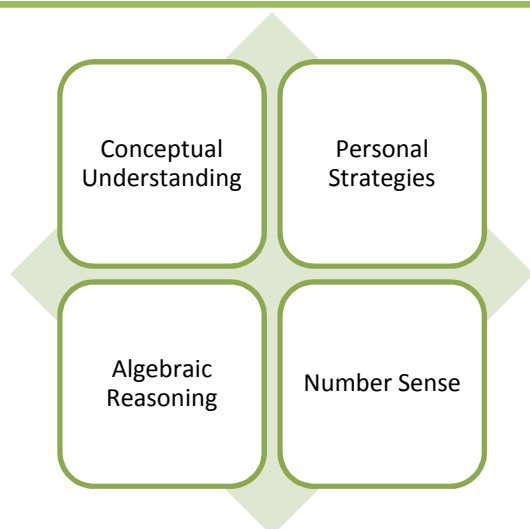 Conceptual
Understanding
Personal
Strategies
Algebraic
Reasoning
Number Sense